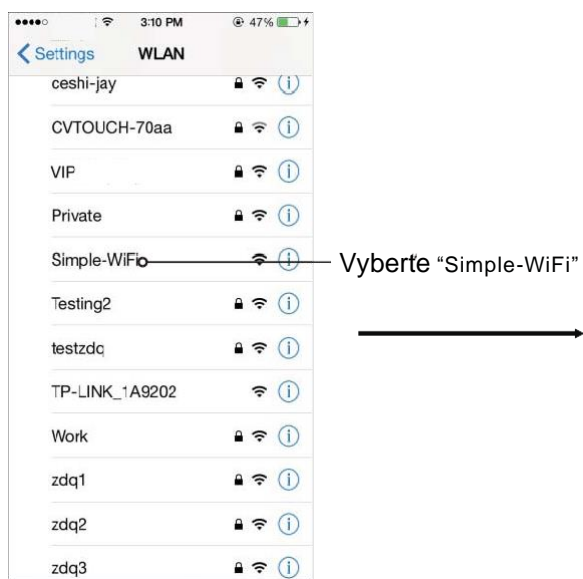 3:10 PM 47%
Settings WLAN
ceshi-jay
CVTOUCH-70aa
VIP
Private
Simple-WiFi
Vyberťe “Simple-WiFi”
Testing2
testzdq
TP-LINK_1A9202
Work
zdq1
zdq2
zdq3